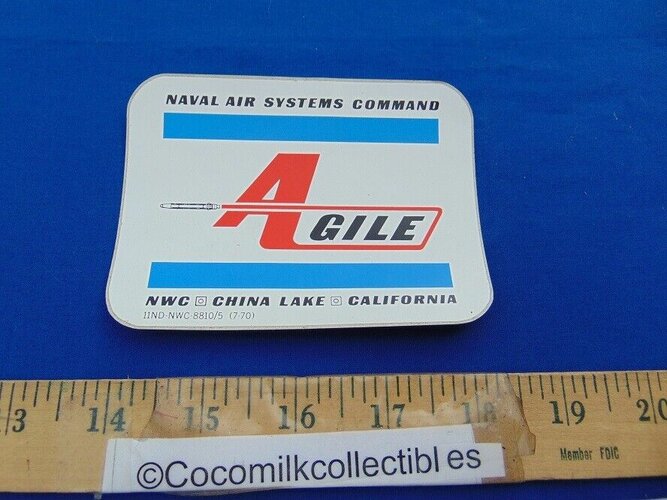 NAVAL AIR SYSTEMS COMMAND
AGILE
NWC CHINA LAKE CALIFORNIA
11ND-NWC-8810/5 (7-70)
3 14 15 16 17 18 19 20
Member FDIC
©Cocomilkcollectibl es